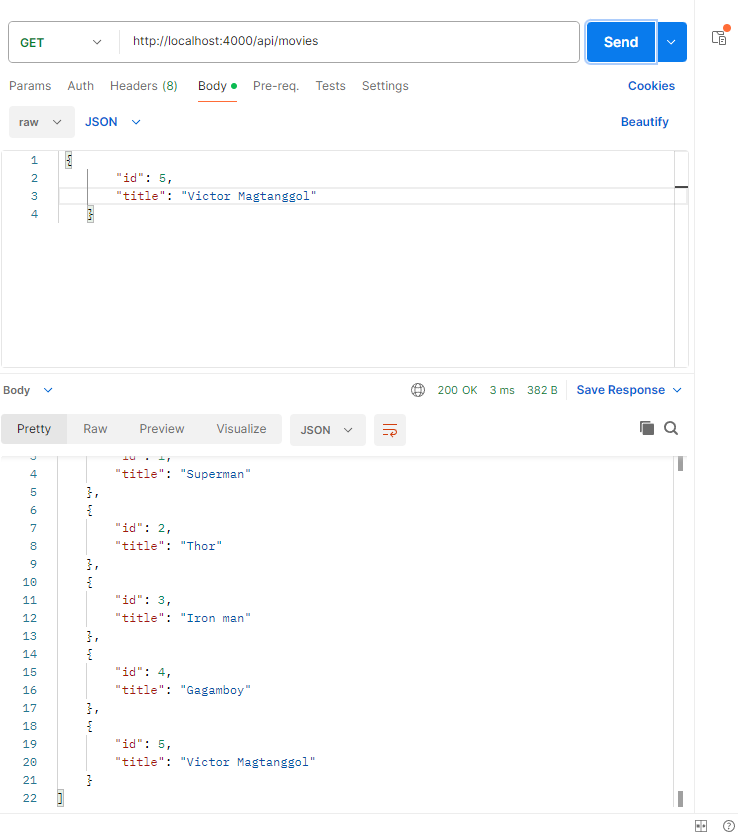 GET http://localhost:4000/api/movies Send
Params Auth Headers (8) Body Pre-req. Tests Settings Cookies
raw JSON Beautify
1 {
2 "id": 5,
3 "title": "Victor Magtanggol"
4 }
Body 200 OK 3 ms 382 B Save Response
Pretty Raw Preview Visualize JSON
3 "id": 1,
4 "title": "Superman"
5 },
6 {
7 "id": 2,
8 "title": "Thor"
9 },
10 {
11 "id": 3,
12 "title": "Iron man"
13 },
14 {
15 "id": 4,
16 "title": "Gagamboy"
17 },
18 {
19 "id": 5,
20 "title": "Victor Magtanggol"
21 }
22 ]